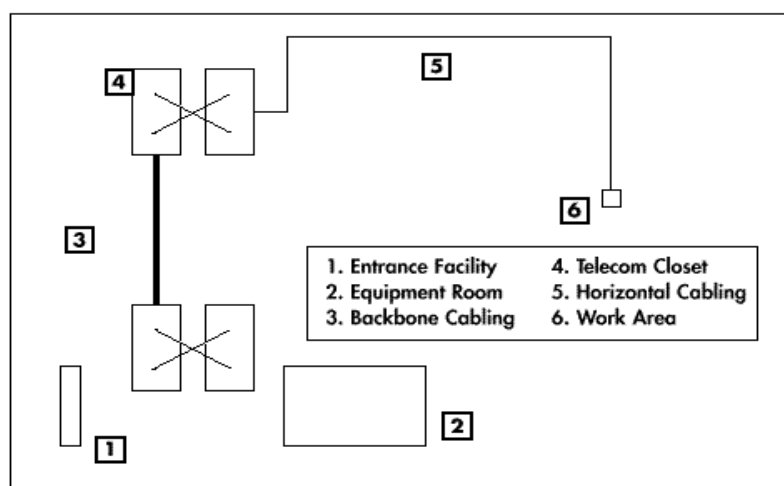 4
5
6
3
1. Entrance Facility 4. Telecom Closet
2. Equipment Room 5. Horizontal Cabling
3. Backbone Cabling 6. Work Area
2
1